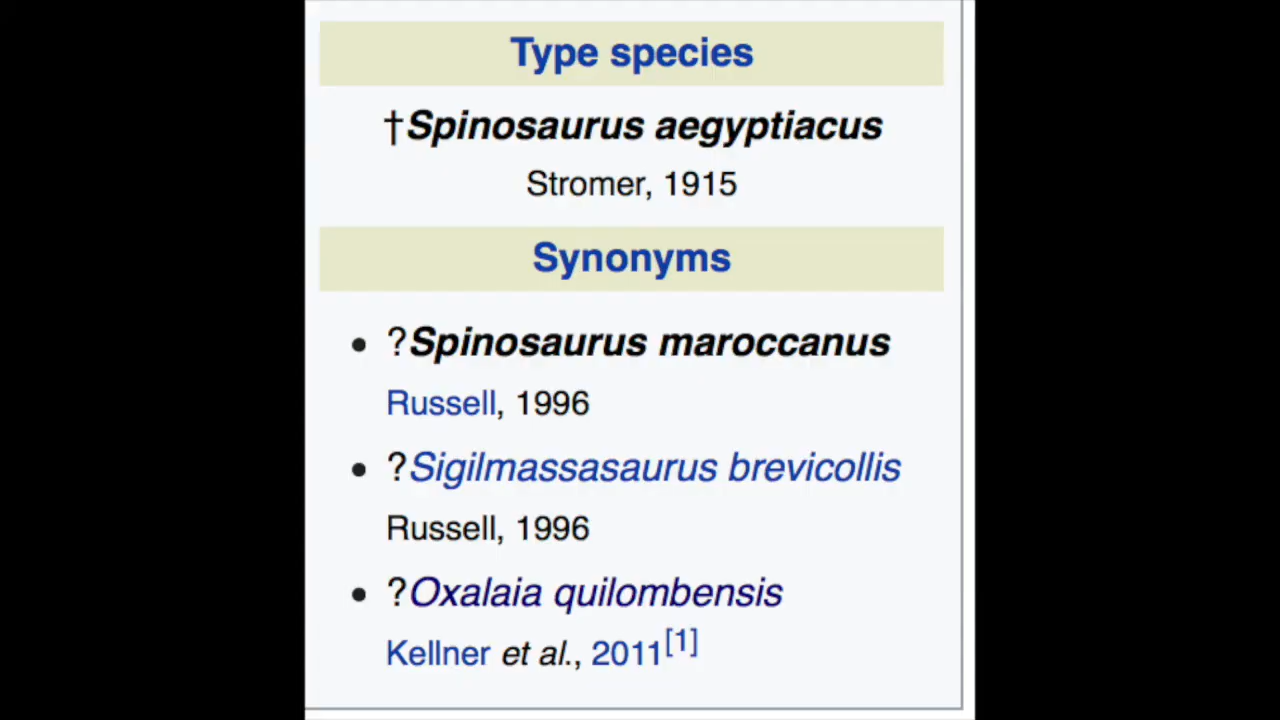 Type species
†Spinosaurus aegyptiacus
Stromer, 1915
Synonyms
• ?Spinosaurus maroccanus
Russell, 1996
• ?Sigilmassasaurus brevicollis
Russell, 1996
• ?Oxalaia quilombensis
Kellner et al., 2011[1]